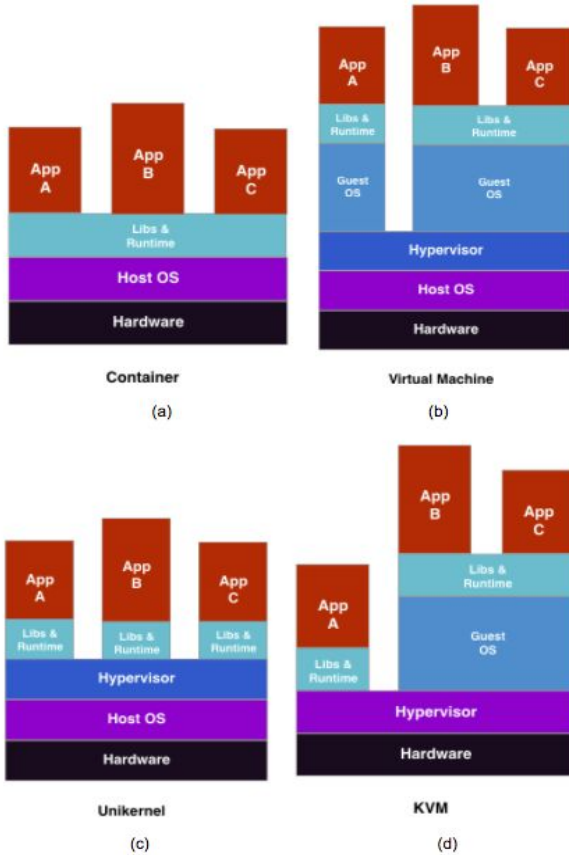 App
A
App
B
App
C
Libs &
Runtime
Host OS
Hardware
Container
(a)
App
A
App
B
App
C
Libs &
Runtime
Libs &
Runtime
Guest
OS
Guest
OS
Hypervisor
Host OS
Hardware
Virtual Machine
(b)
App
A
App
B
App
C
Libs &
Runtime
Libs &
Runtime
Libs &
Runtime
Hypervisor
Host OS
Hardware
Unikernel
(c)
App
B
App
C
App
A
Libs &
Runtime
Libs &
Runtime
Guest
OS
Hypervisor
Hardware
KVM
(d)